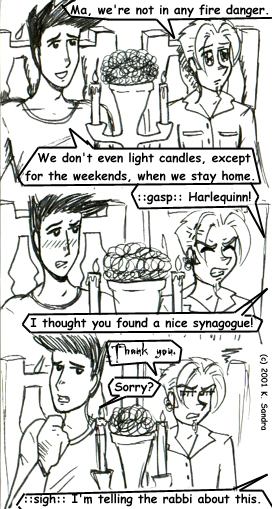 Ma, we're not in any fire danger.
We don't even light candles, except
for the weekends, when we stay home.
::gasp:: Harlequinn!
I thought you found a nice synagogue!
Thank you.
Sorry?
::sigh:: I'm telling the rabbi about this.
(c) 2001 K. Sandra